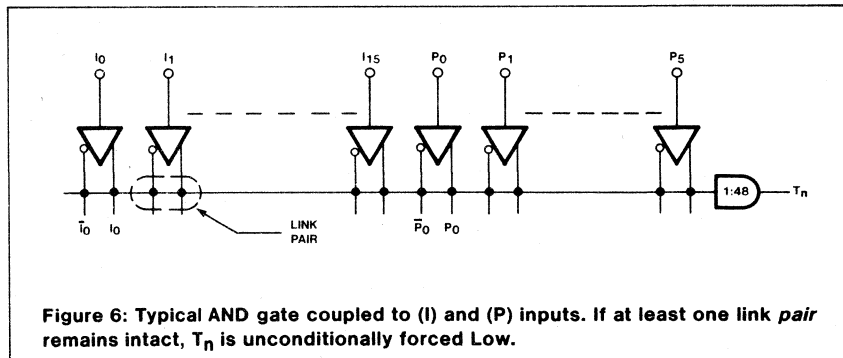 I0 I1 I15 P0 P1 P5
1:48 Tn
I̅0 I0 P̅0 P0
LINK
PAIR
Figure 6: Typical AND gate coupled to (I) and (P) inputs. If at least one link pair
remains intact, Tn is unconditionally forced Low.